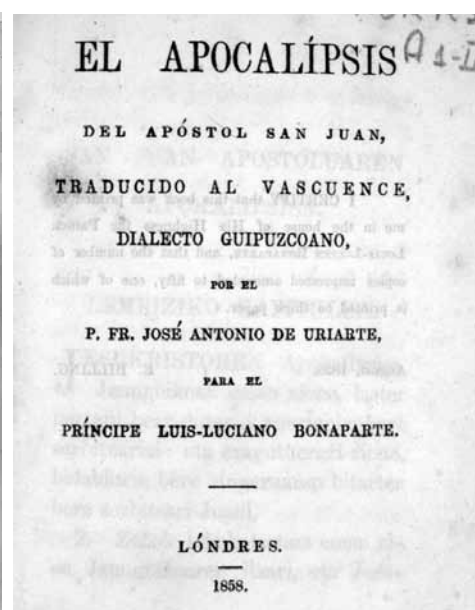 EL APOCALÍPSIS
DEL APÓSTOL SAN JUAN,
TRADUCIDO AL VASCUENCE,
DIALECTO GUIPUZCOANO,
POR EL
P. FR. JOSÉ ANTONIO DE URIARTE,
PARA EL
PRÍNCIPE LUIS-LUCIANO BONAPARTE.
LÓNDRES.
1858.